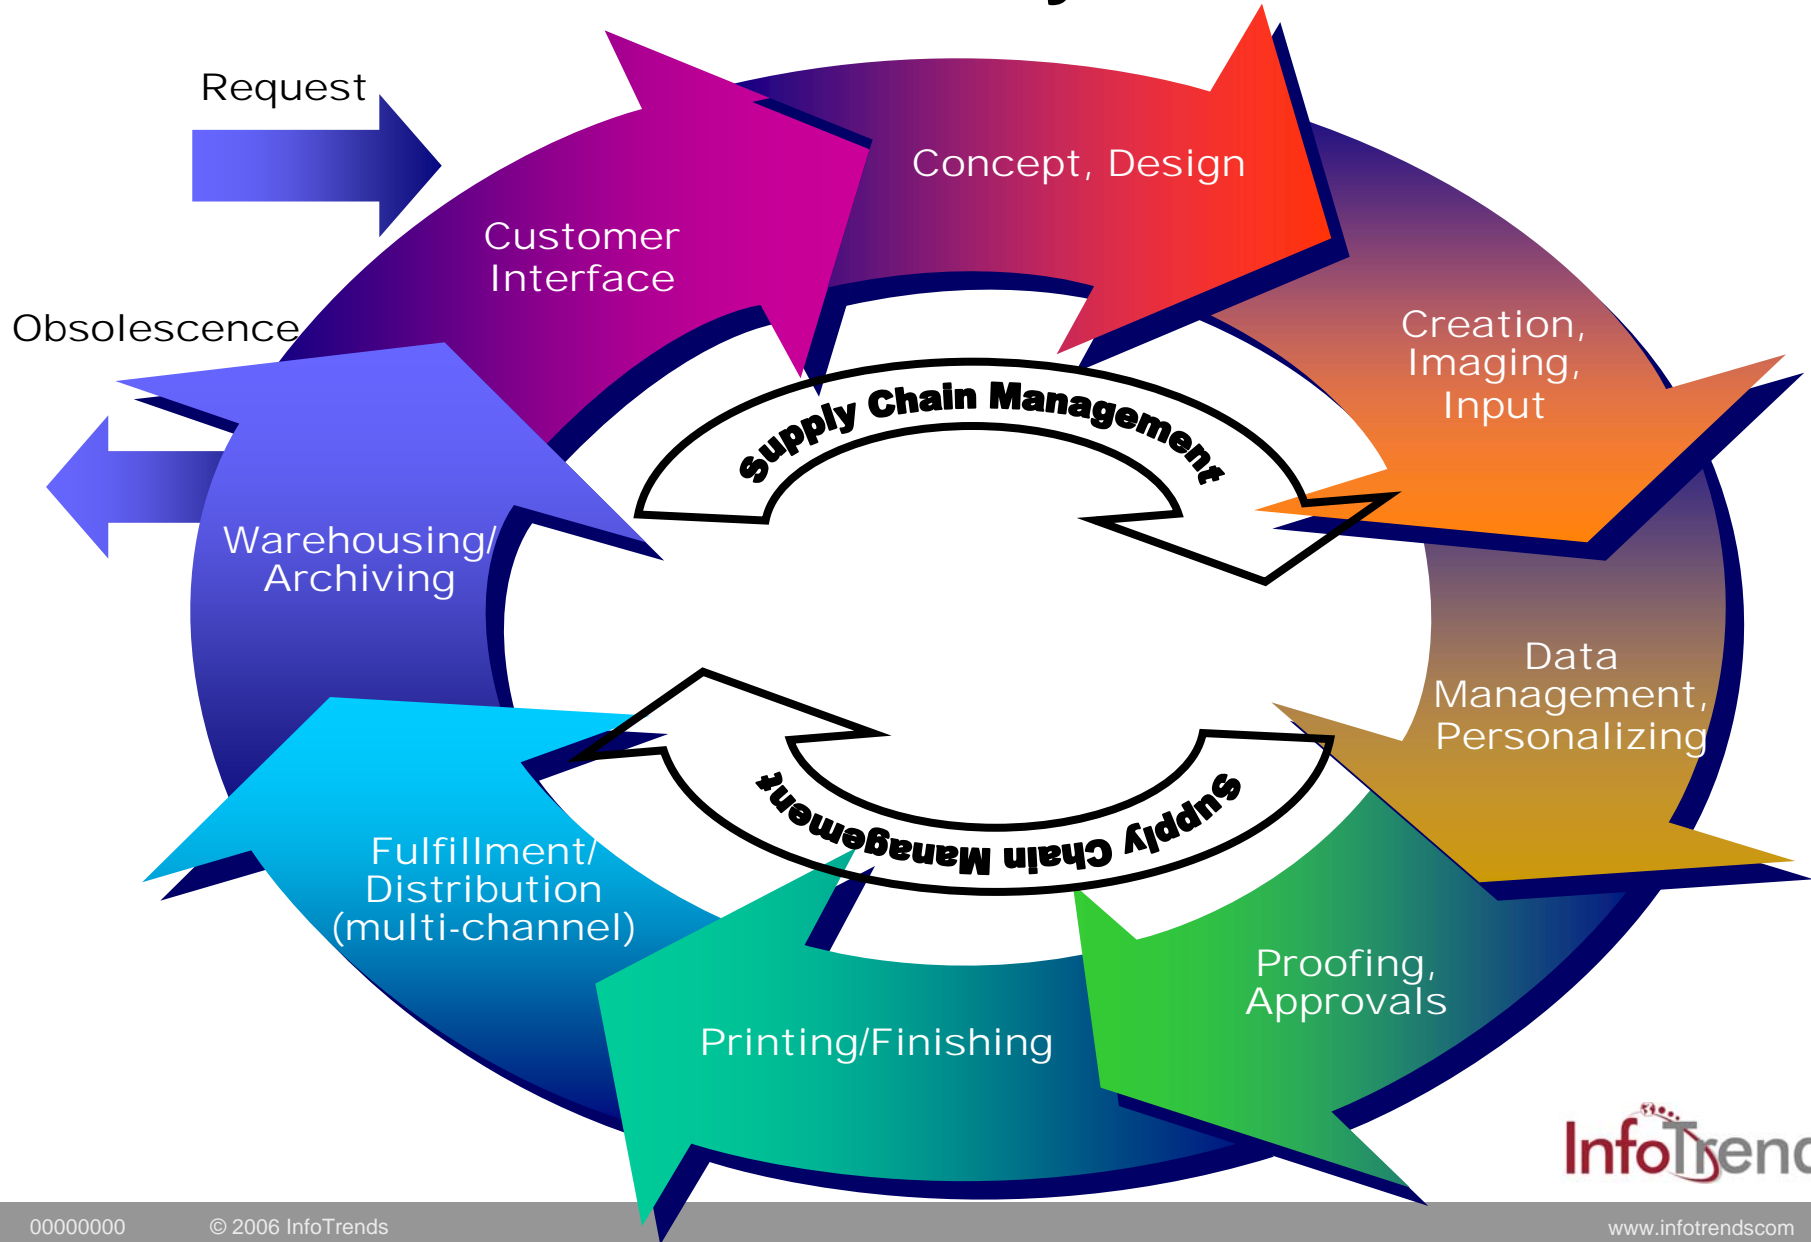 Request
Concept, Design
Customer
Interface
Obsolescence
Creation,
Imaging,
Input
Supply Chain Management
Warehousing/
Archiving
Data
Management,
Personalizing
Supply Chain Management
Fulfillment/
Distribution
(multi-channel)
Proofing,
Approvals
Printing/Finishing
00000000
© 2006 InfoTrends
www.infotrendscom